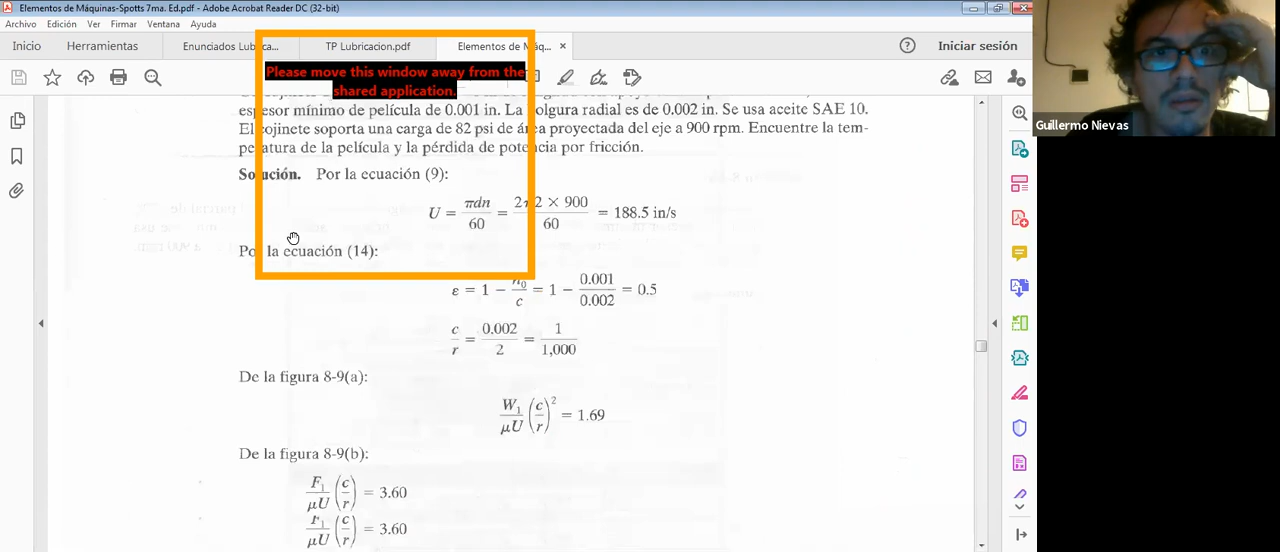 Elementos de Máquinas-Spotts 7ma. Ed.pdf - Adobe Acrobat Reader DC (32-bit)
Archivo Edición Ver Firmar Ventana Ayuda
Inicio Herramientas Enunciados Lubrica... TP Lubricacion.pdf Elementos de Máq... ×
Iniciar sesión
Please move this window away from the
shared application.
Guillermo Nievas
espesor mínimo de película de 0.001 in. La holgura radial es de 0.002 in. Se usa aceite SAE 10.
El cojinete soporta una carga de 82 psi de área proyectada del eje a 900 rpm. Encuentre la tem-
peratura de la película y la pérdida de potencia por fricción.
Solución. Por la ecuación (9):
U = πdn/60 = 2π2 × 900/60 = 188.5 in/s
Por la ecuación (14):
ε = 1 − h₀/c = 1 − 0.001/0.002 = 0.5
c/r = 0.002/2 = 1/1,000
De la figura 8-9(a):
W₁/μU (c/r)² = 1.69
De la figura 8-9(b):
F₁/μU (c/r) = 3.60
F₁/μU (c/r) = 3.60